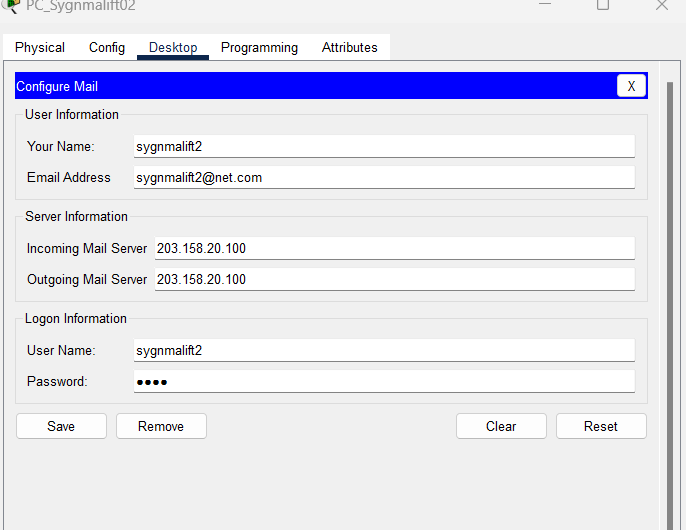 PC_Sygnmalift02
Physical Config Desktop Programming Attributes
Configure Mail X
User Information
Your Name: sygnmalift2
Email Address sygnmalift2@net.com
Server Information
Incoming Mail Server 203.158.20.100
Outgoing Mail Server 203.158.20.100
Logon Information
User Name: sygnmalift2
Password: ●●●●
Save Remove Clear Reset